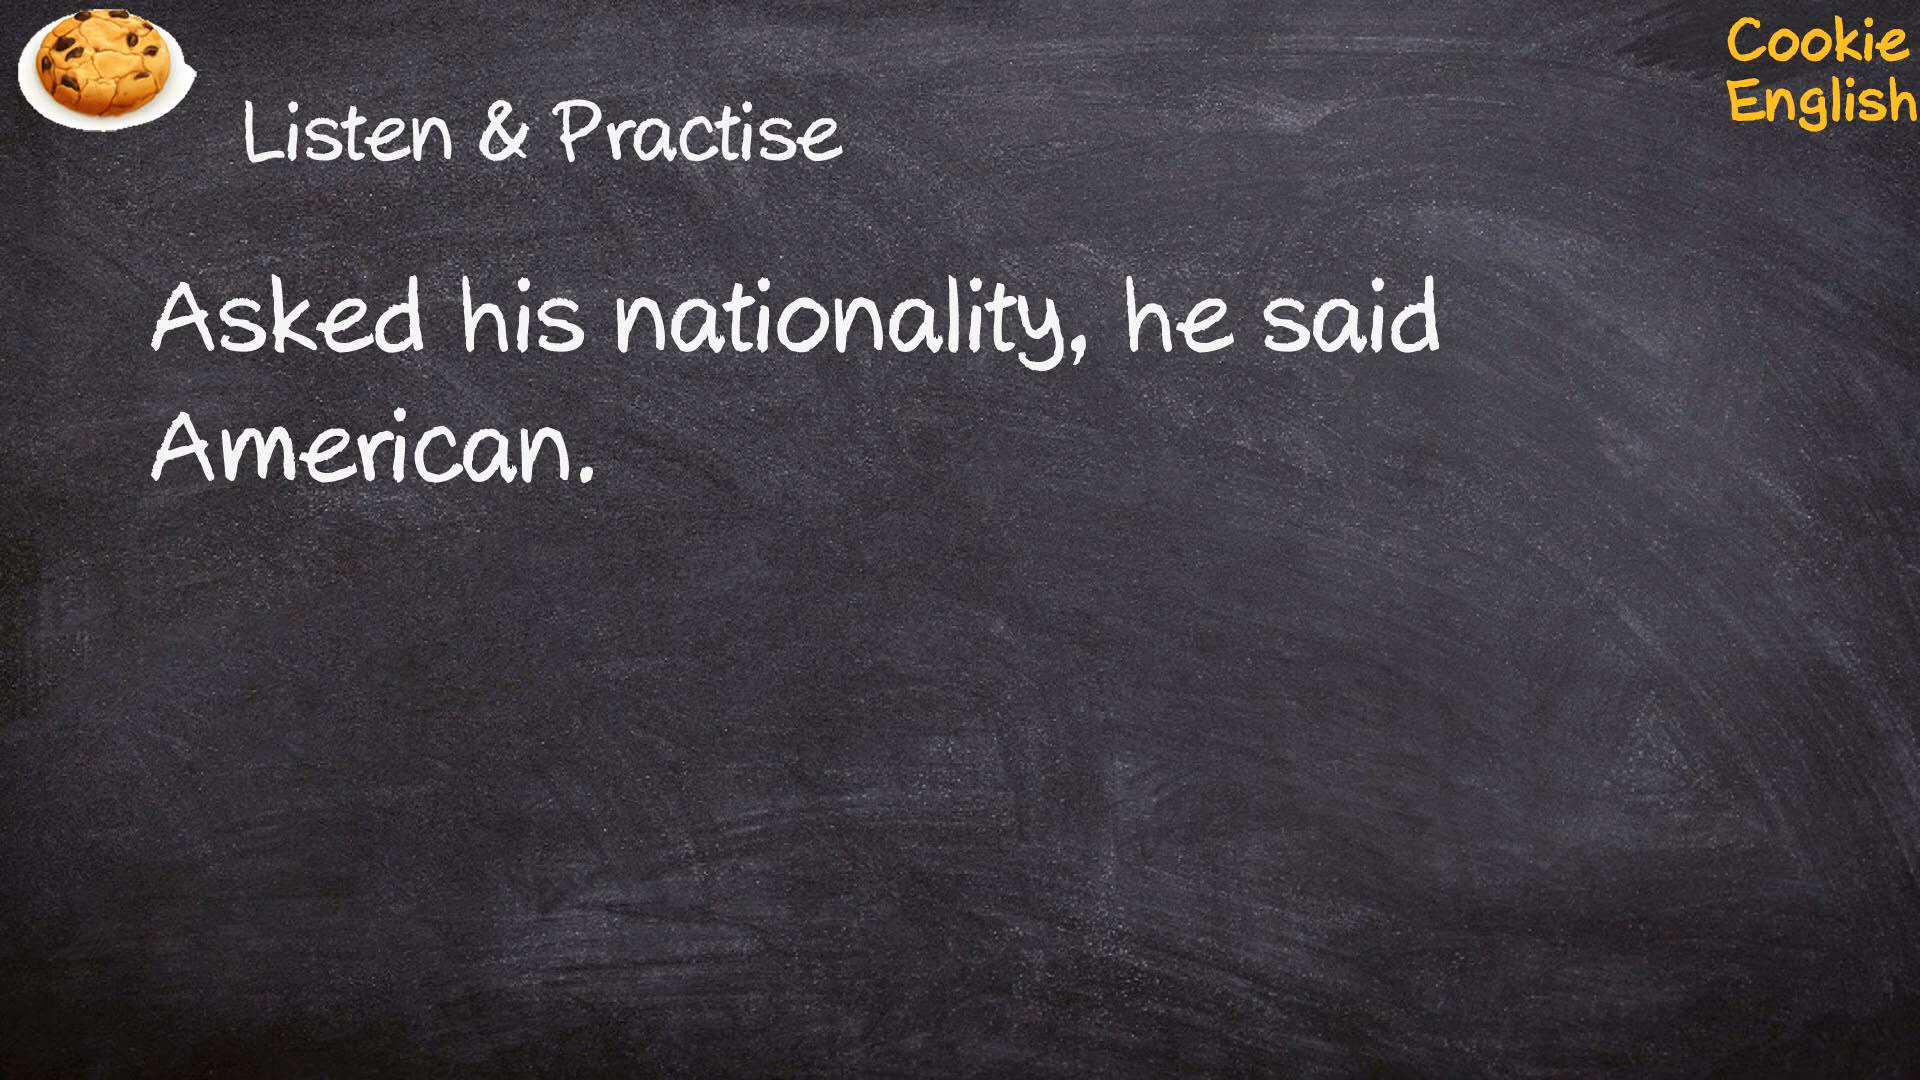 Cookie
English
Listen & Practise
Asked his nationality, he said
American.